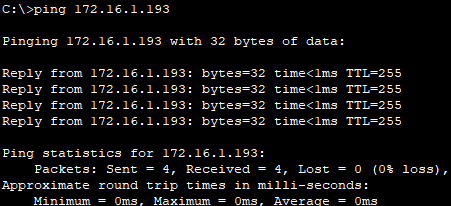 C:\>ping 172.16.1.193
Pinging 172.16.1.193 with 32 bytes of data:
Reply from 172.16.1.193: bytes=32 time<1ms TTL=255
Reply from 172.16.1.193: bytes=32 time<1ms TTL=255
Reply from 172.16.1.193: bytes=32 time<1ms TTL=255
Reply from 172.16.1.193: bytes=32 time<1ms TTL=255
Ping statistics for 172.16.1.193:
Packets: Sent = 4, Received = 4, Lost = 0 (0% loss),
Approximate round trip times in milli-seconds:
Minimum = 0ms, Maximum = 0ms, Average = 0ms